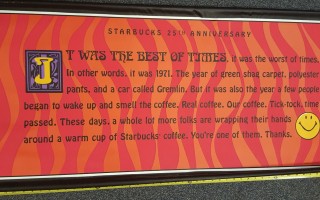 STARBUCKS 25TH ANNIVERSARY
IT WAS THE BEST OF TIMES, it was the worst of times.
In other words, it was 1971. The year of green shag carpet, polyester
pants, and a car called Gremlin. But it was also the year a few people
began to wake up and smell the coffee. Real coffee. Our coffee. Tick-tock, time
passed. These days, a whole lot more folks are wrapping their hands
around a warm cup of Starbucks coffee. You're one of them. Thanks.